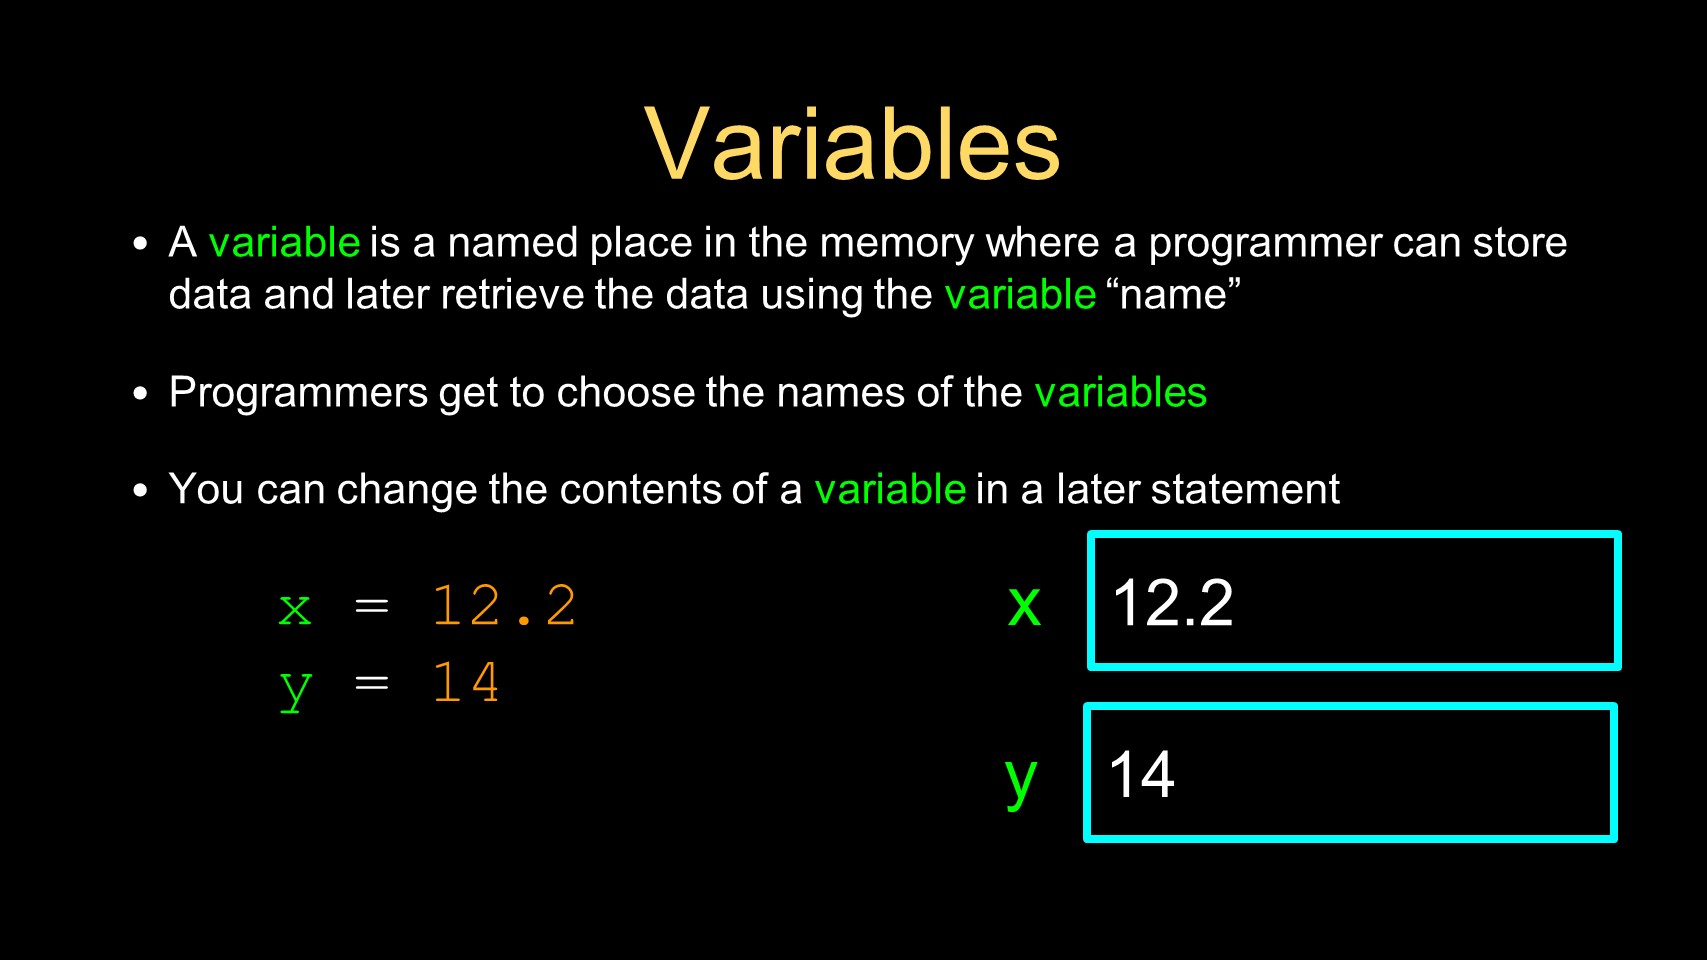 Variables
• A variable is a named place in the memory where a programmer can store
data and later retrieve the data using the variable “name”
• Programmers get to choose the names of the variables
• You can change the contents of a variable in a later statement
x = 12.2
y = 14
x 12.2
y 14